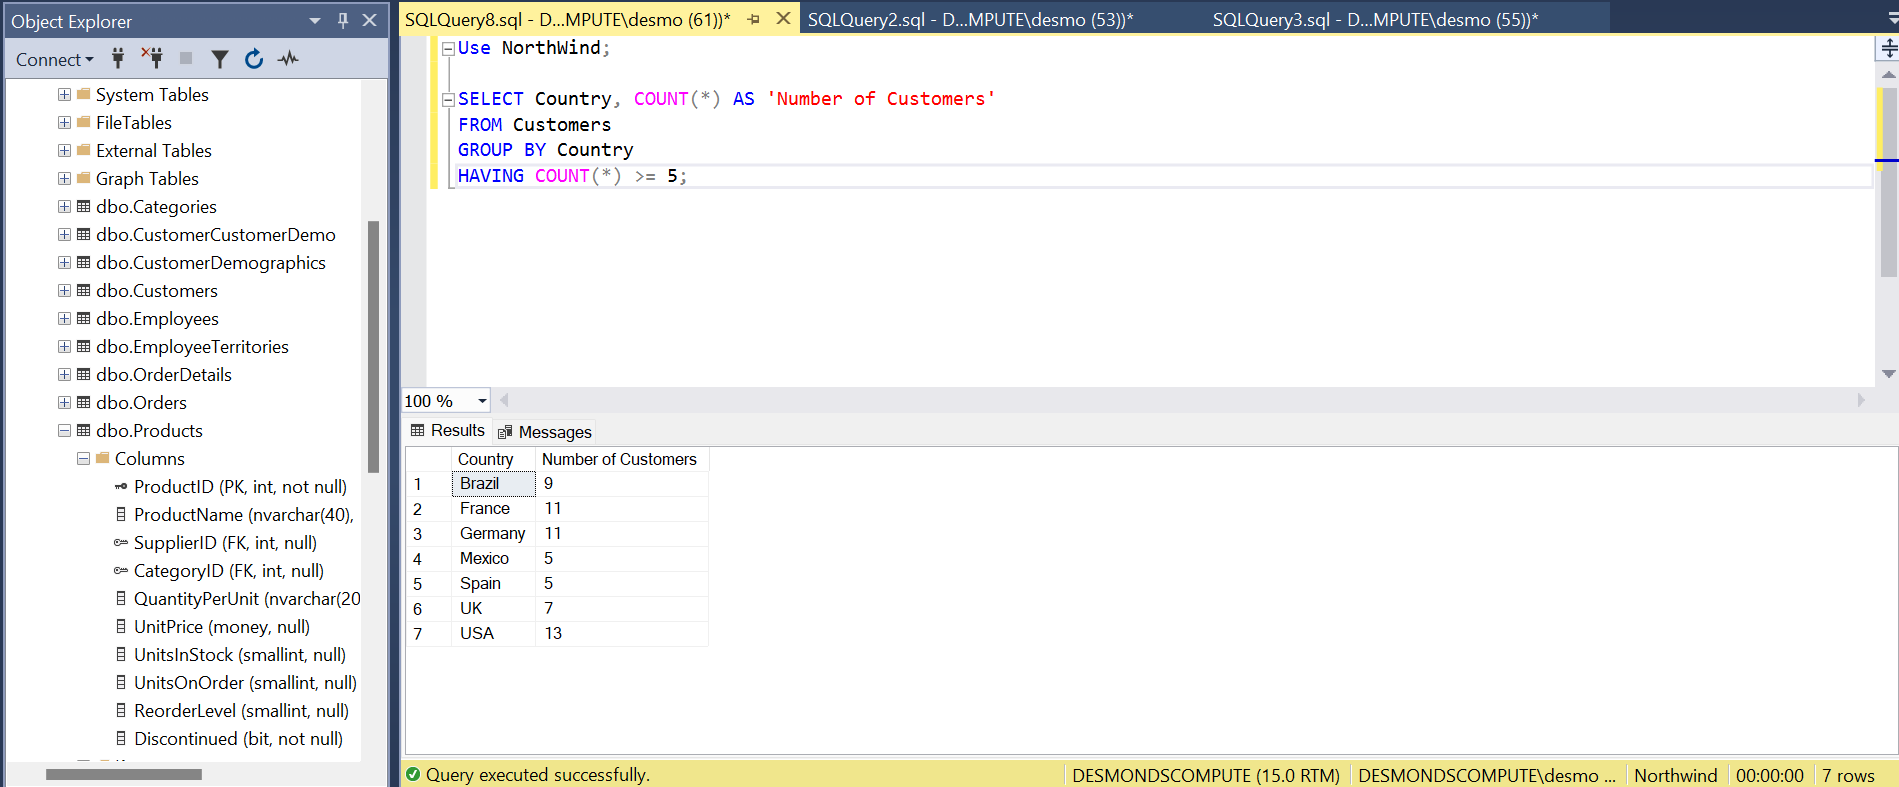 Object Explorer
Connect
System Tables
FileTables
External Tables
Graph Tables
dbo.Categories
dbo.CustomerCustomerDemo
dbo.CustomerDemographics
dbo.Customers
dbo.Employees
dbo.EmployeeTerritories
dbo.OrderDetails
dbo.Orders
dbo.Products
Columns
ProductID (PK, int, not null)
ProductName (nvarchar(40),
SupplierID (FK, int, null)
CategoryID (FK, int, null)
QuantityPerUnit (nvarchar(20
UnitPrice (money, null)
UnitsInStock (smallint, null)
UnitsOnOrder (smallint, null)
ReorderLevel (smallint, null)
Discontinued (bit, not null)
SQLQuery8.sql - D...MPUTE\desmo (61))* SQLQuery2.sql - D...MPUTE\desmo (53))* SQLQuery3.sql - D...MPUTE\desmo (55))*
Use NorthWind;
SELECT Country, COUNT(*) AS 'Number of Customers'
FROM Customers
GROUP BY Country
HAVING COUNT(*) >= 5;
100 %
Results Messages
Country Number of Customers
1 Brazil 9
2 France 11
3 Germany 11
4 Mexico 5
5 Spain 5
6 UK 7
7 USA 13
Query executed successfully. DESMONDSCOMPUTE (15.0 RTM) DESMONDSCOMPUTE\desmo ... Northwind 00:00:00 7 rows